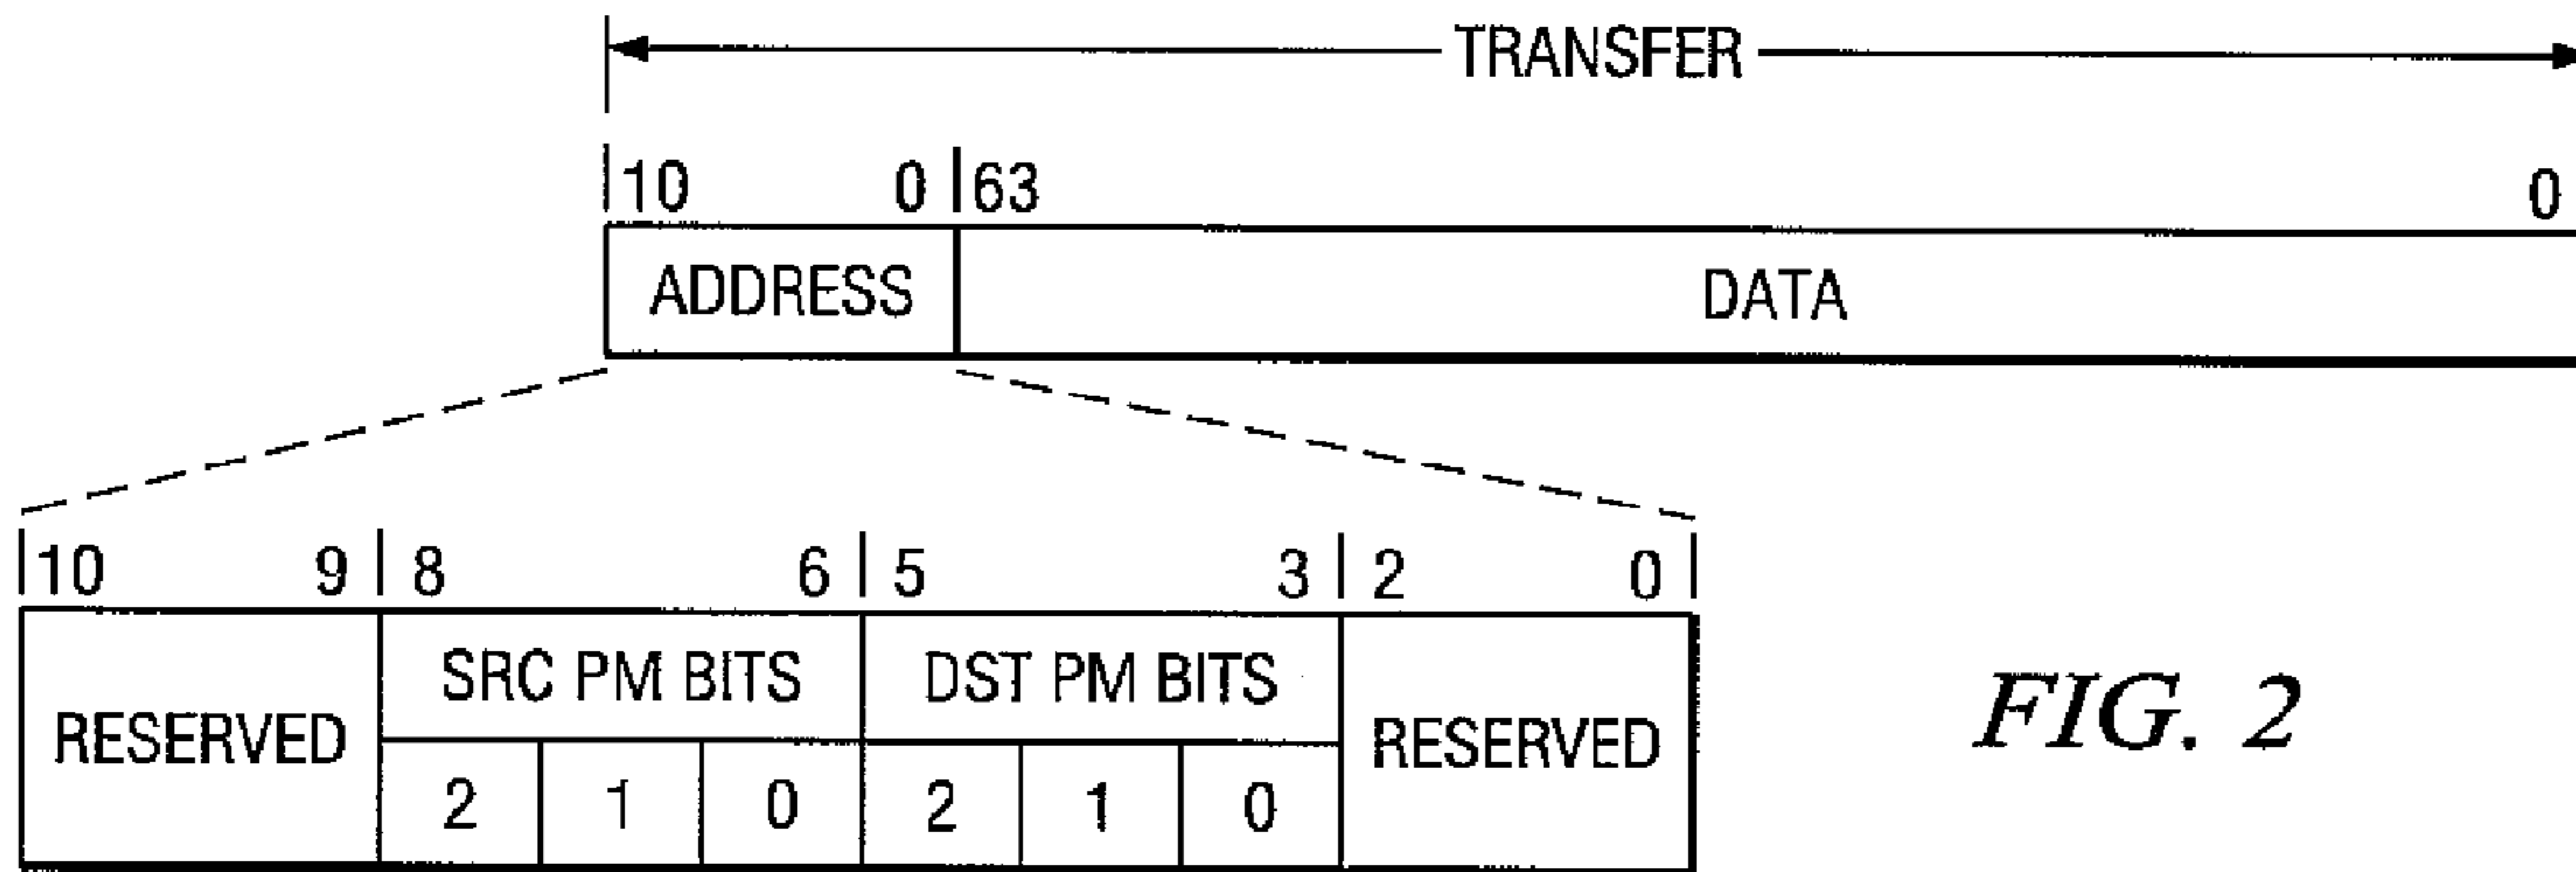 TRANSFER
10 0 63 0
ADDRESS DATA
10 9 8 6 5 3 2 0
SRC PM BITS DST PM BITS
RESERVED RESERVED
2 1 0 2 1 0
FIG. 2